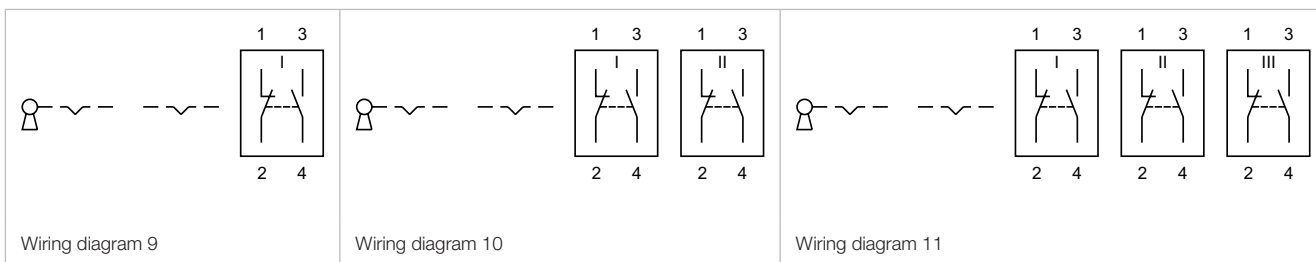 1 3 1 3 1 3 1 3 1 3 1 3
I I II I II III
2 4 2 4 2 4 2 4 2 4 2 4
Wiring diagram 9 Wiring diagram 10 Wiring diagram 11